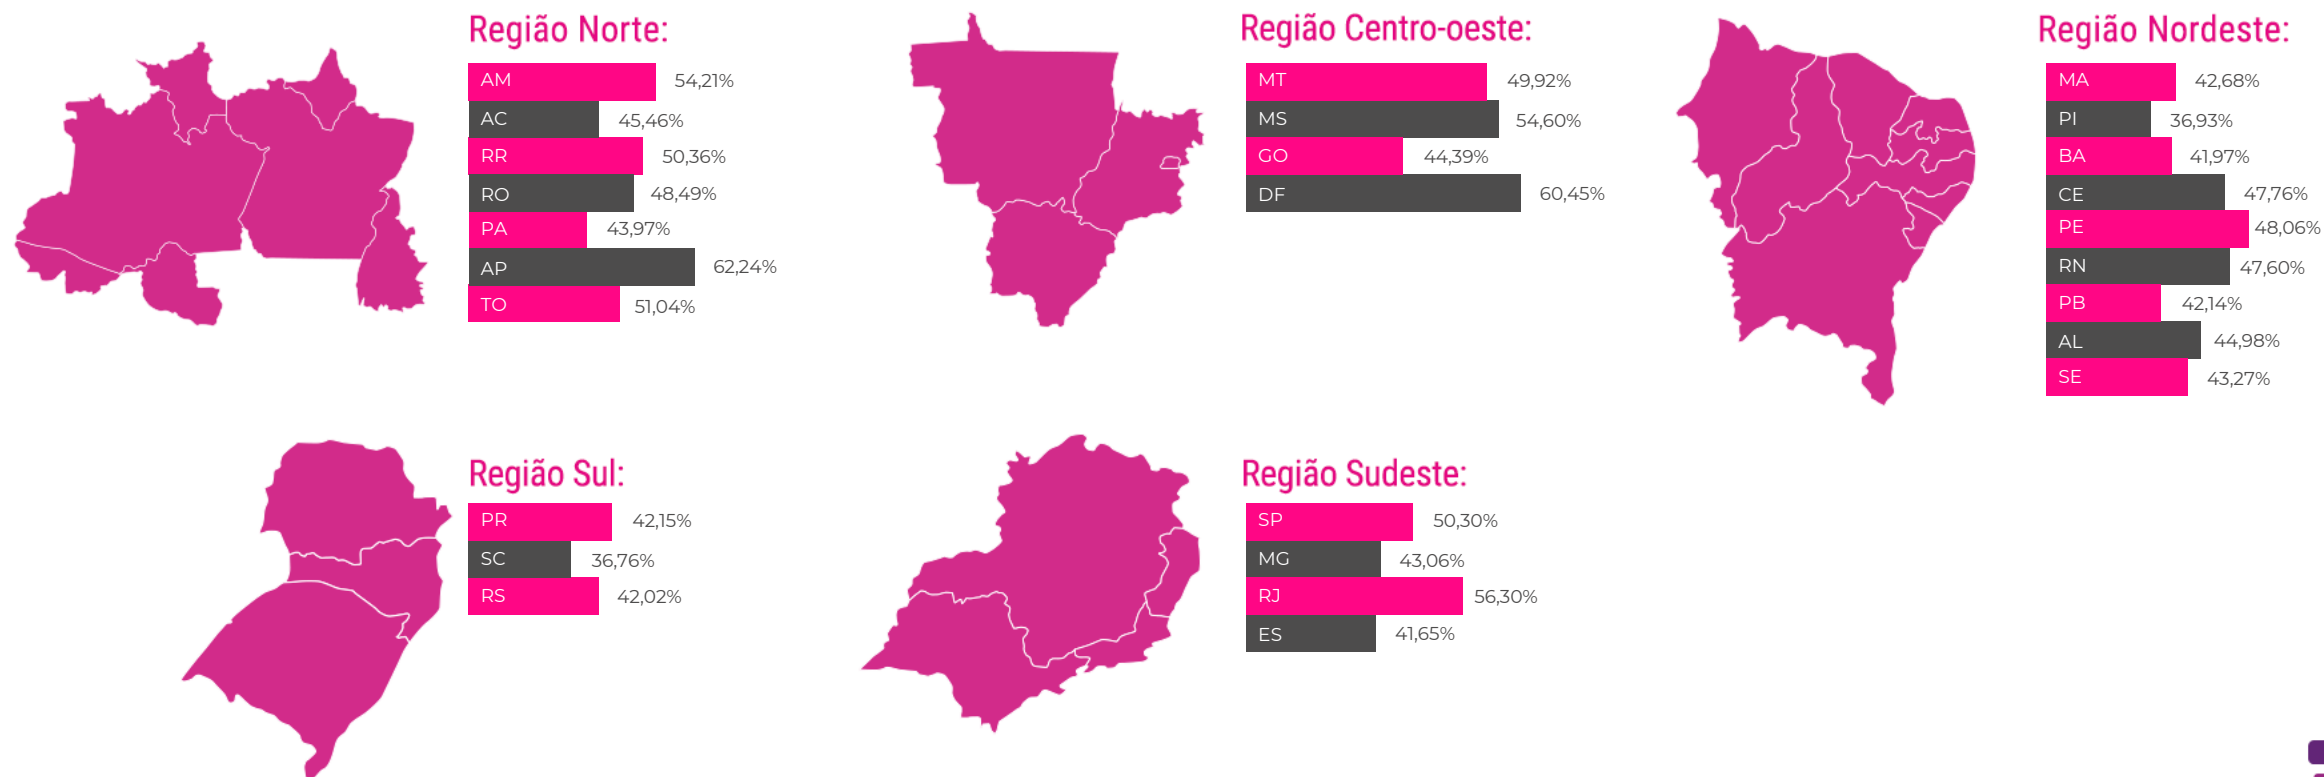 Região Norte:
AM 54,21%
AC 45,46%
RR 50,36%
RO 48,49%
PA 43,97%
AP 62,24%
TO 51,04%
Região Centro-oeste:
MT 49,92%
MS 54,60%
GO 44,39%
DF 60,45%
Região Nordeste:
MA 42,68%
PI 36,93%
BA 41,97%
CE 47,76%
PE 48,06%
RN 47,60%
PB 42,14%
AL 44,98%
SE 43,27%
Região Sul:
PR 42,15%
SC 36,76%
RS 42,02%
Região Sudeste:
SP 50,30%
MG 43,06%
RJ 56,30%
ES 41,65%